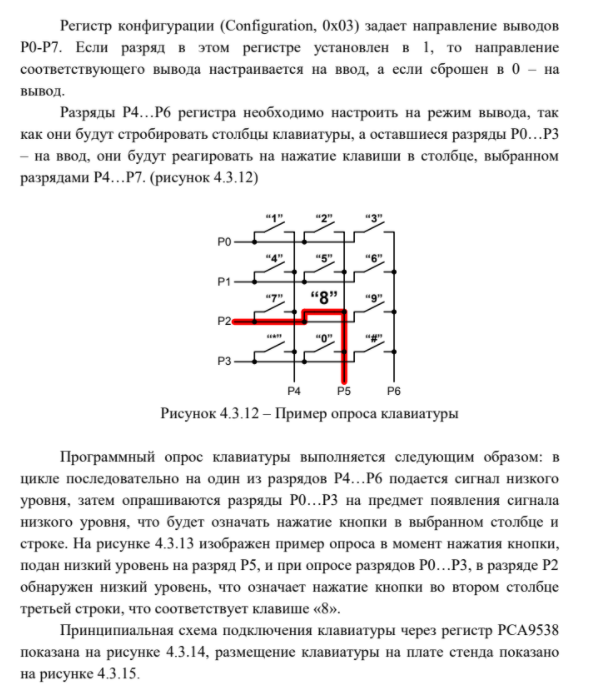 Регистр конфигурации (Configuration, 0x03) задает направление выводов
P0-P7. Если разряд в этом регистре установлен в 1, то направление
соответствующего вывода настраивается на ввод, а если сброшен в 0 – на
вывод.
Разряды P4…P6 регистра необходимо настроить на режим вывода, так
как они будут стробировать столбцы клавиатуры, а оставшиеся разряды P0…P3
– на ввод, они будут реагировать на нажатие клавиши в столбце, выбранном
разрядами P4…P7. (рисунок 4.3.12)
“1” “2” “3”
P0
“4” “5” “6”
P1
“7” “8” “9”
P2
“*” “0” “#”
P3
P4 P5 P6
Рисунок 4.3.12 – Пример опроса клавиатуры
Программный опрос клавиатуры выполняется следующим образом: в
цикле последовательно на один из разрядов P4…P6 подается сигнал низкого
уровня, затем опрашиваются разряды P0…P3 на предмет появления сигнала
низкого уровня, что будет означать нажатие кнопки в выбранном столбце и
строке. На рисунке 4.3.13 изображен пример опроса в момент нажатия кнопки,
подан низкий уровень на разряд P5, и при опросе разрядов P0…P3, в разряде P2
обнаружен низкий уровень, что означает нажатие кнопки во втором столбце
третьей строки, что соответствует клавише «8».
Принципиальная схема подключения клавиатуры через регистр PCA9538
показана на рисунке 4.3.14, размещение клавиатуры на плате стенда показано
на рисунке 4.3.15.